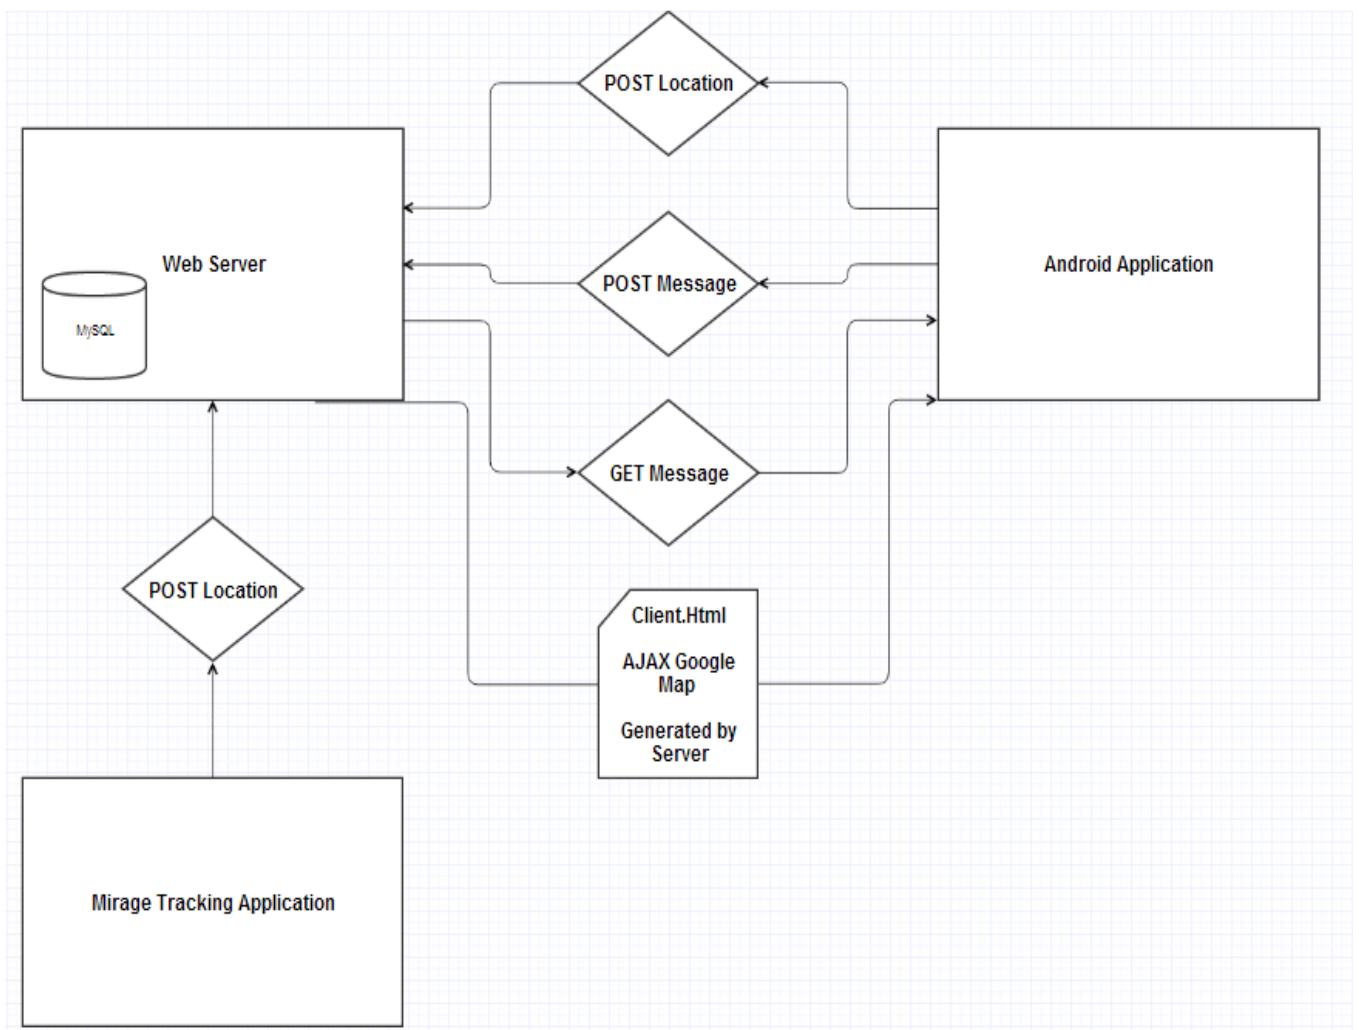 POST Location
Web Server
POST Message
Android Application
MySQL
GET Message
POST Location
Client.Html
AJAX Google
Map
Generated by
Server
Mirage Tracking Application